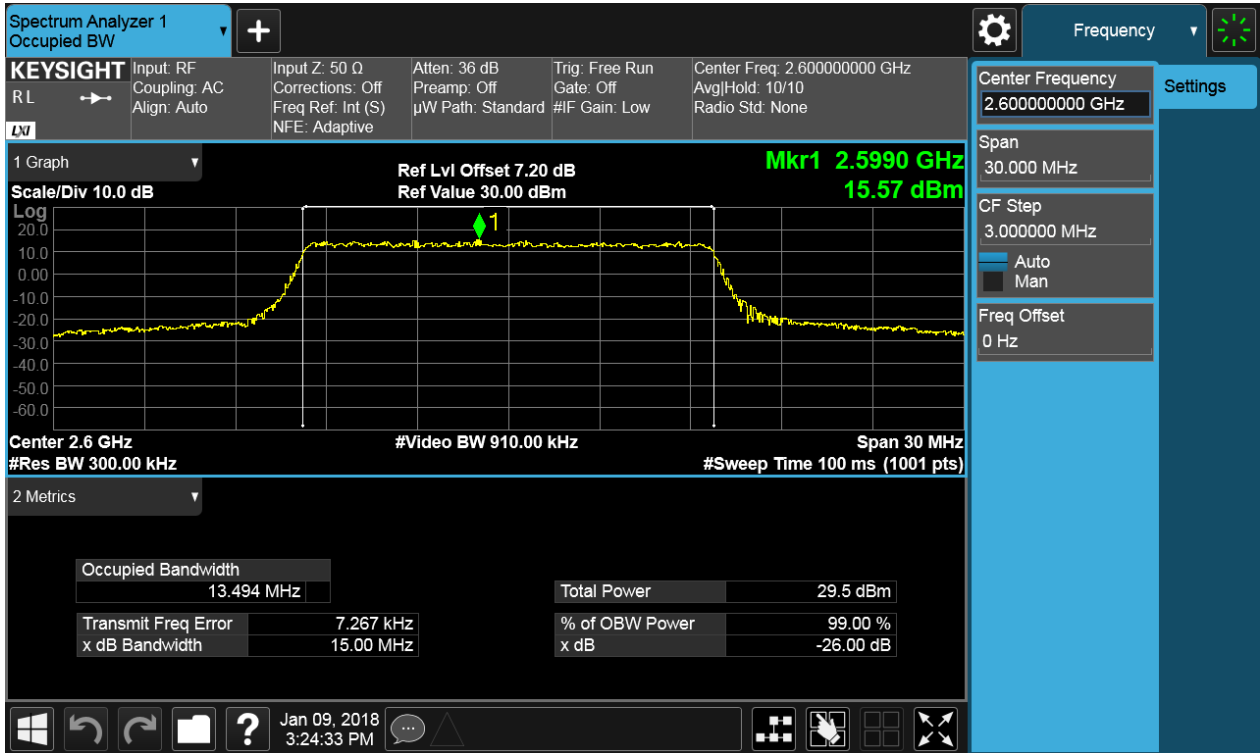 Spectrum Analyzer 1
Occupied BW
+
Frequency
KEYSIGHT
RL
LXI
Input: RF
Coupling: AC
Align: Auto
Input Z: 50 Ω
Corrections: Off
Freq Ref: Int (S)
NFE: Adaptive
Atten: 36 dB
Preamp: Off
µW Path: Standard
Trig: Free Run
Gate: Off
#IF Gain: Low
Center Freq: 2.600000000 GHz
Avg|Hold: 10/10
Radio Std: None
Center Frequency
2.600000000 GHz
Settings
Span
30.000 MHz
CF Step
3.000000 MHz
Auto
Man
Freq Offset
0 Hz
1 Graph
Scale/Div 10.0 dB
Ref Lvl Offset 7.20 dB
Ref Value 30.00 dBm
Mkr1 2.5990 GHz
15.57 dBm
Log
1
20.0
10.0
0.00
-10.0
-20.0
-30.0
-40.0
-50.0
-60.0
Center 2.6 GHz
#Video BW 910.00 kHz
Span 30 MHz
#Res BW 300.00 kHz
#Sweep Time 100 ms (1001 pts)
2 Metrics
Occupied Bandwidth
13.494 MHz
Total Power 29.5 dBm
Transmit Freq Error 7.267 kHz
% of OBW Power 99.00 %
x dB Bandwidth 15.00 MHz
x dB -26.00 dB
?
Jan 09, 2018
3:24:33 PM